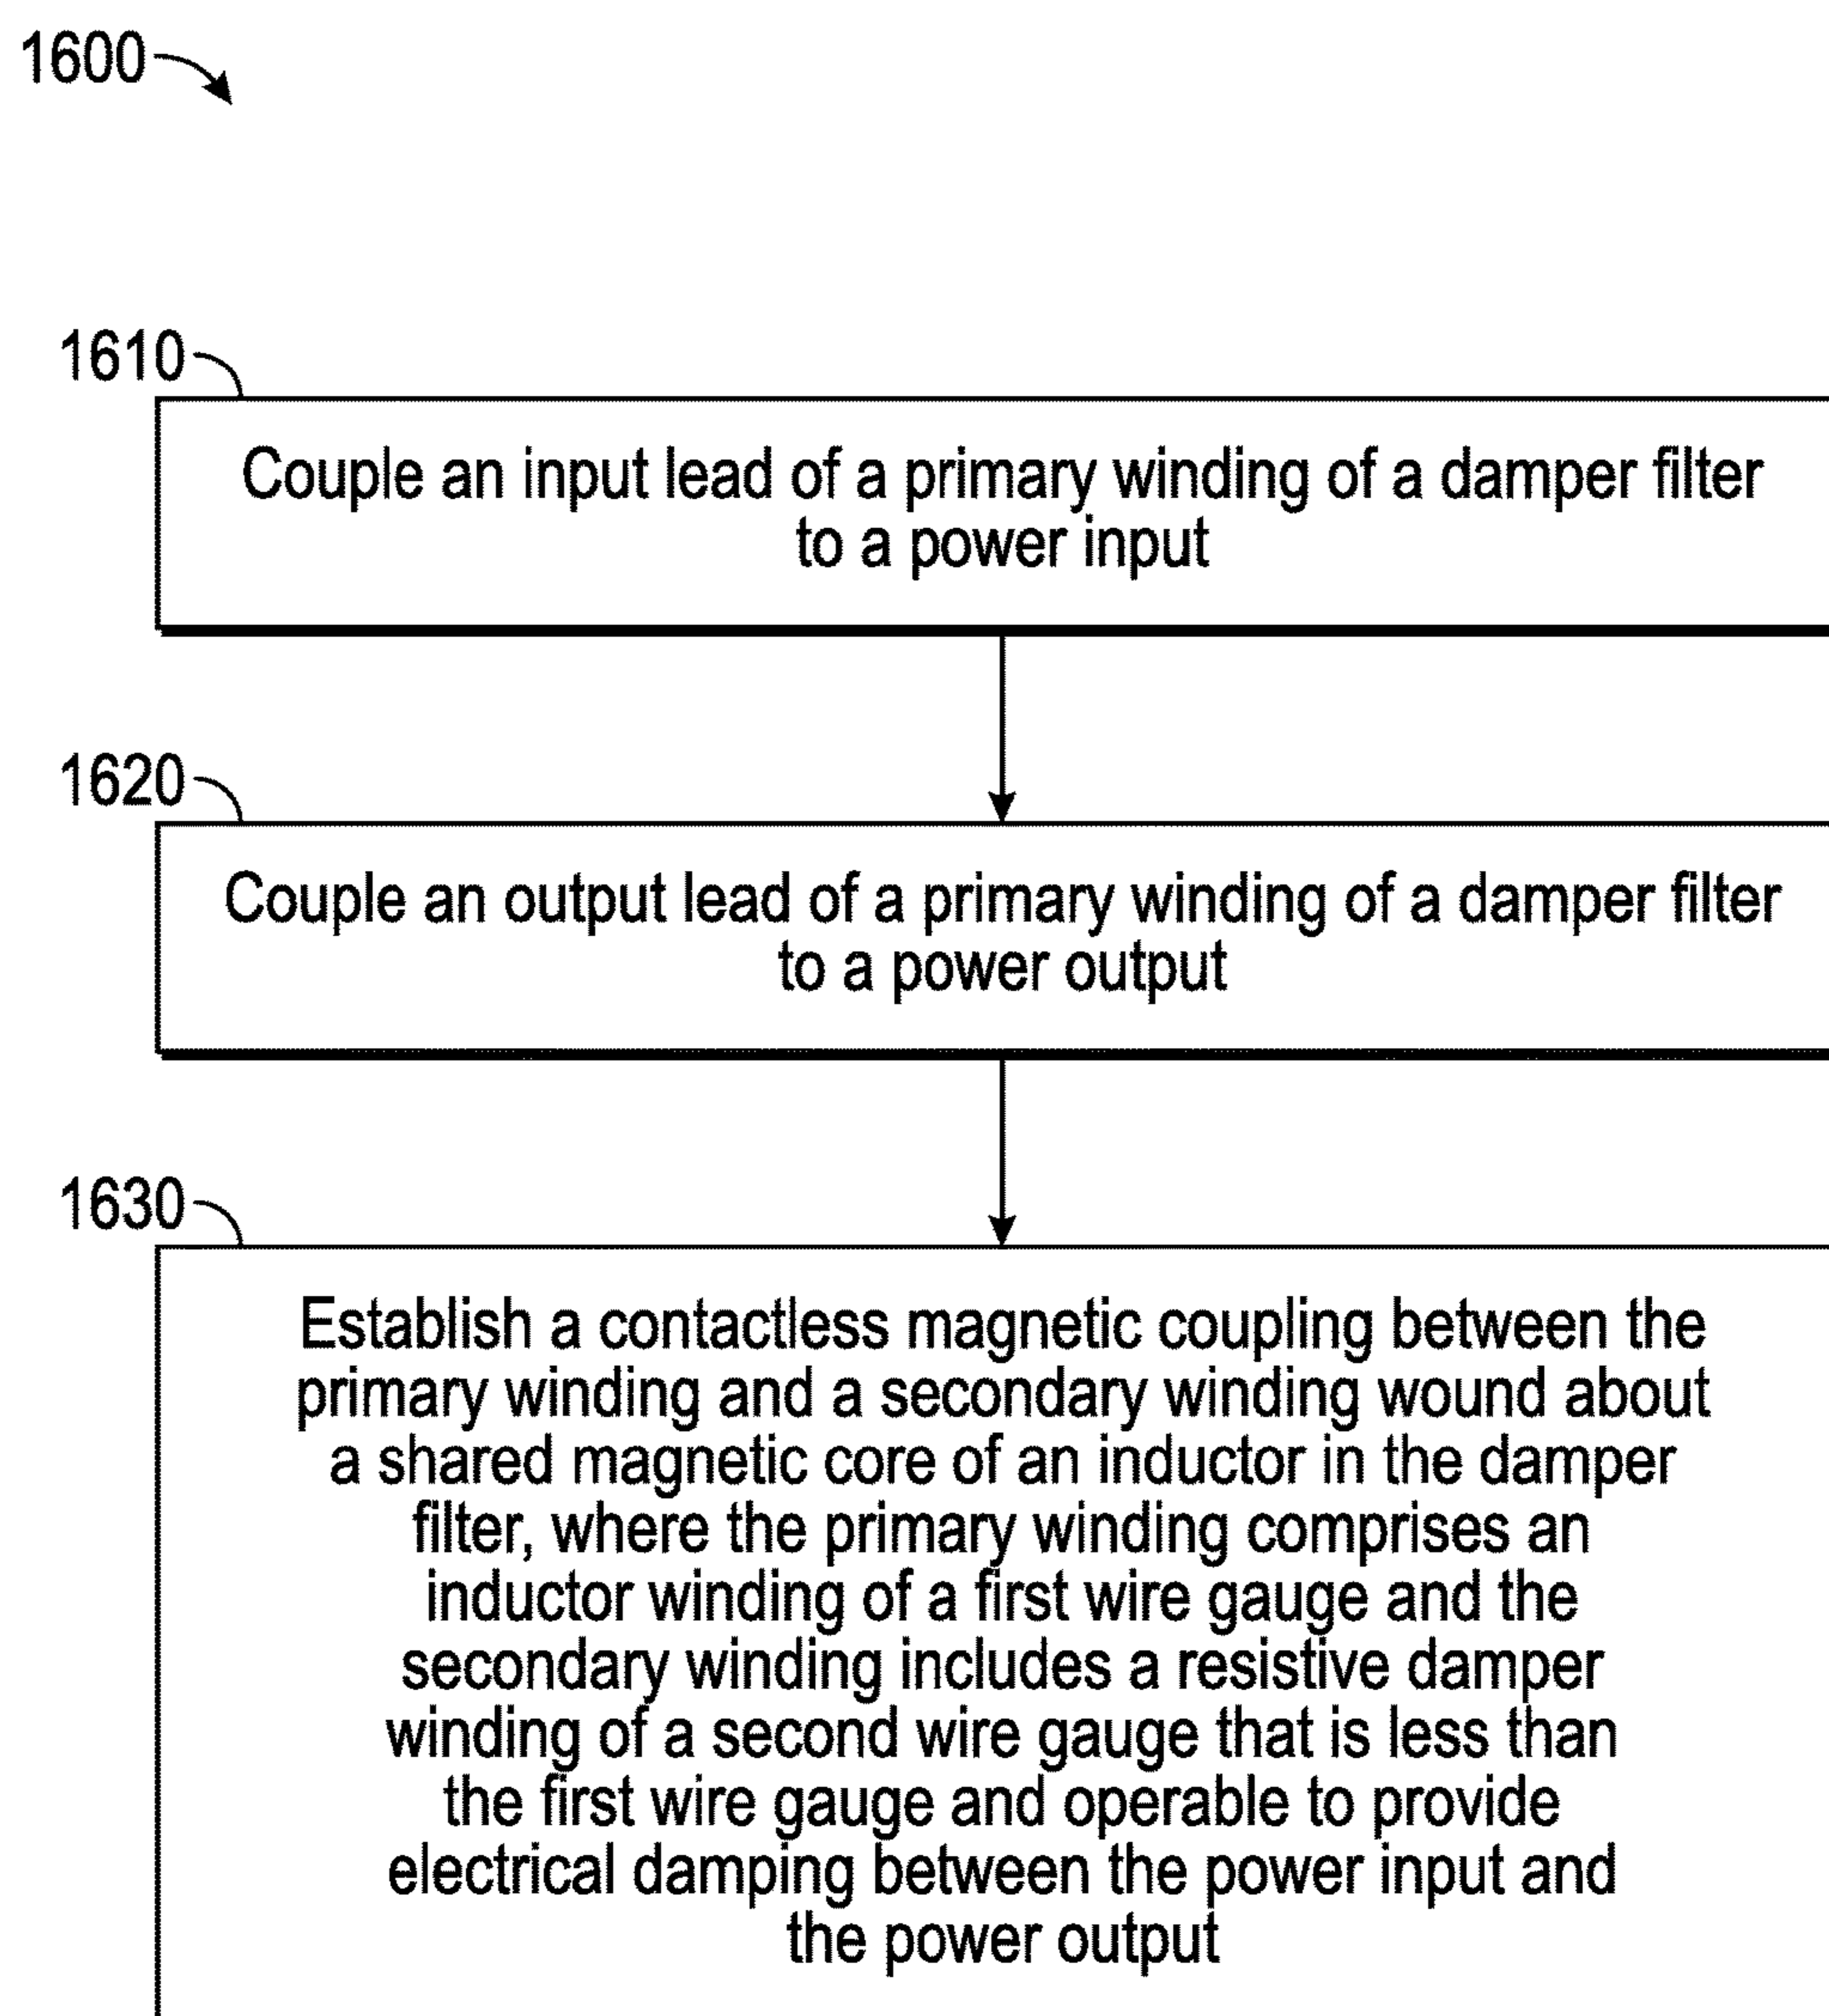 1600
1610
Couple an input lead of a primary winding of a damper filter
to a power input
1620
Couple an output lead of a primary winding of a damper filter
to a power output
1630
Establish a contactless magnetic coupling between the
primary winding and a secondary winding wound about
a shared magnetic core of an inductor in the damper
filter, where the primary winding comprises an
inductor winding of a first wire gauge and the
secondary winding includes a resistive damper
winding of a second wire gauge that is less than
the first wire gauge and operable to provide
electrical damping between the power input and
the power output